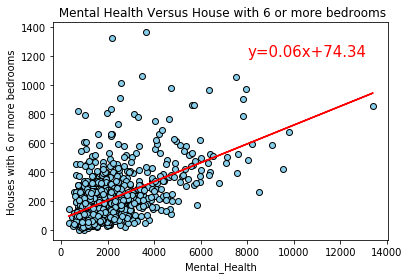 Mental Health Versus House with 6 or more bedrooms
1400
1200
1000
800
600
400
200
0
Houses with 6 or more bedrooms
y=0.06x+74.34
0 2000 4000 6000 8000 10000 12000 14000
Mental_Health